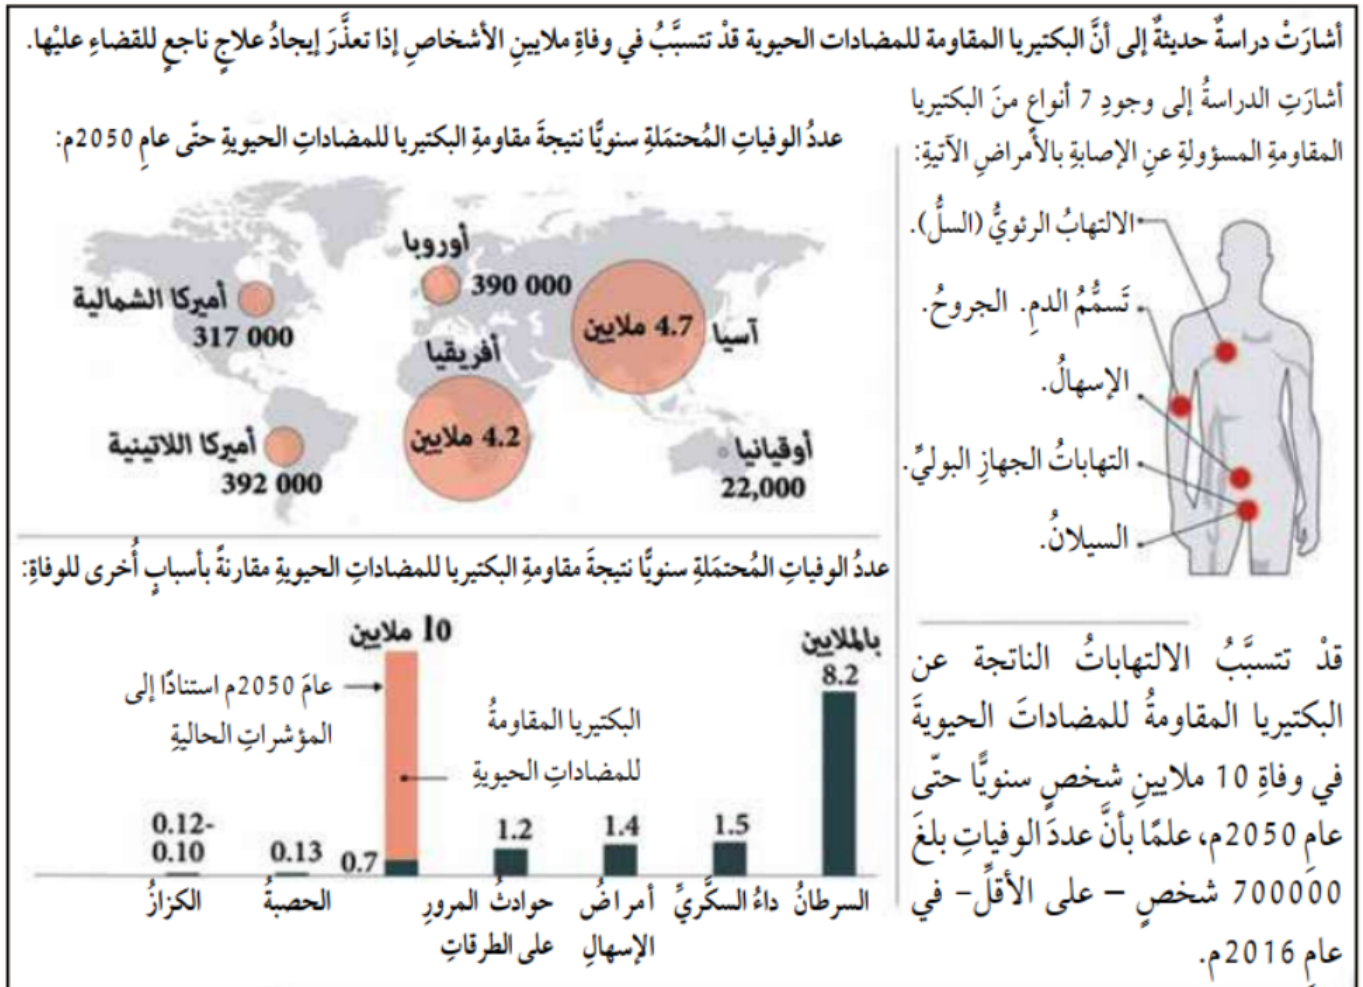 أشارَتْ دراسةٌ حديثةٌ إلى أنَّ البكتيريا المقاومة للمضادات الحيوية قدْ تتسبَّبُ في وفاةِ ملايينِ الأشخاصِ إذا تعذَّرَ إيجادُ علاجٍ ناجعٍ للقضاءِ عليْها.
أشارَتِ الدراسةُ إلى وجودِ 7 أنواعٍ منَ البكتيريا
المقاومةِ المسؤولةِ عنِ الإصابةِ بالأمراضِ الآتيةِ:
الالتهابُ الرئويُّ (السلُّ).
تَسمُّمُ الدمِ. الجروحُ.
الإسهالُ.
التهاباتُ الجهازِ البوليِّ.
السيلانُ.
قدْ تتسبَّبُ الالتهاباتُ الناتجة عن
البكتيريا المقاومةُ للمضاداتَ الحيويةَ
في وفاةِ 10 ملايينِ شخصٍ سنويًّا حتّى
عامِ 2050م، علمًا بأنَّ عددَ الوفياتِ بلغَ
700000 شخصٍ – على الأقلِّ– في
عامِ 2016م.
عددُ الوفياتِ المُحتمَلةِ سنويًّا نتيجةَ مقاومةِ البكتيريا للمضاداتِ الحيويةِ حتّى عامِ 2050م:
أوروبا
390 000
أميركا الشمالية
317 000
آسيا
4.7 ملايين
أفريقيا
4.2 ملايين
أميركا اللاتينية
392 000
أوقيانيا
22,000
عددُ الوفياتِ المُحتمَلةِ سنويًّا نتيجةَ مقاومةِ البكتيريا للمضاداتِ الحيويةِ مقارنةً بأسبابٍ أُخرى للوفاةِ:
بالملايين
8.2
10 ملايين
عامَ 2050م استنادًا إلى
المؤشراتِ الحاليةِ
البكتيريا المقاومةُ
للمضاداتِ الحيويةِ
1.5
1.4
1.2
0.7
0.13
0.12-
0.10
السرطانُ
داءُ السكَّريِّ
أمراضُ
الإسهالِ
حوادثُ المرورِ
على الطرقاتِ
الحصبةُ
الكزازُ